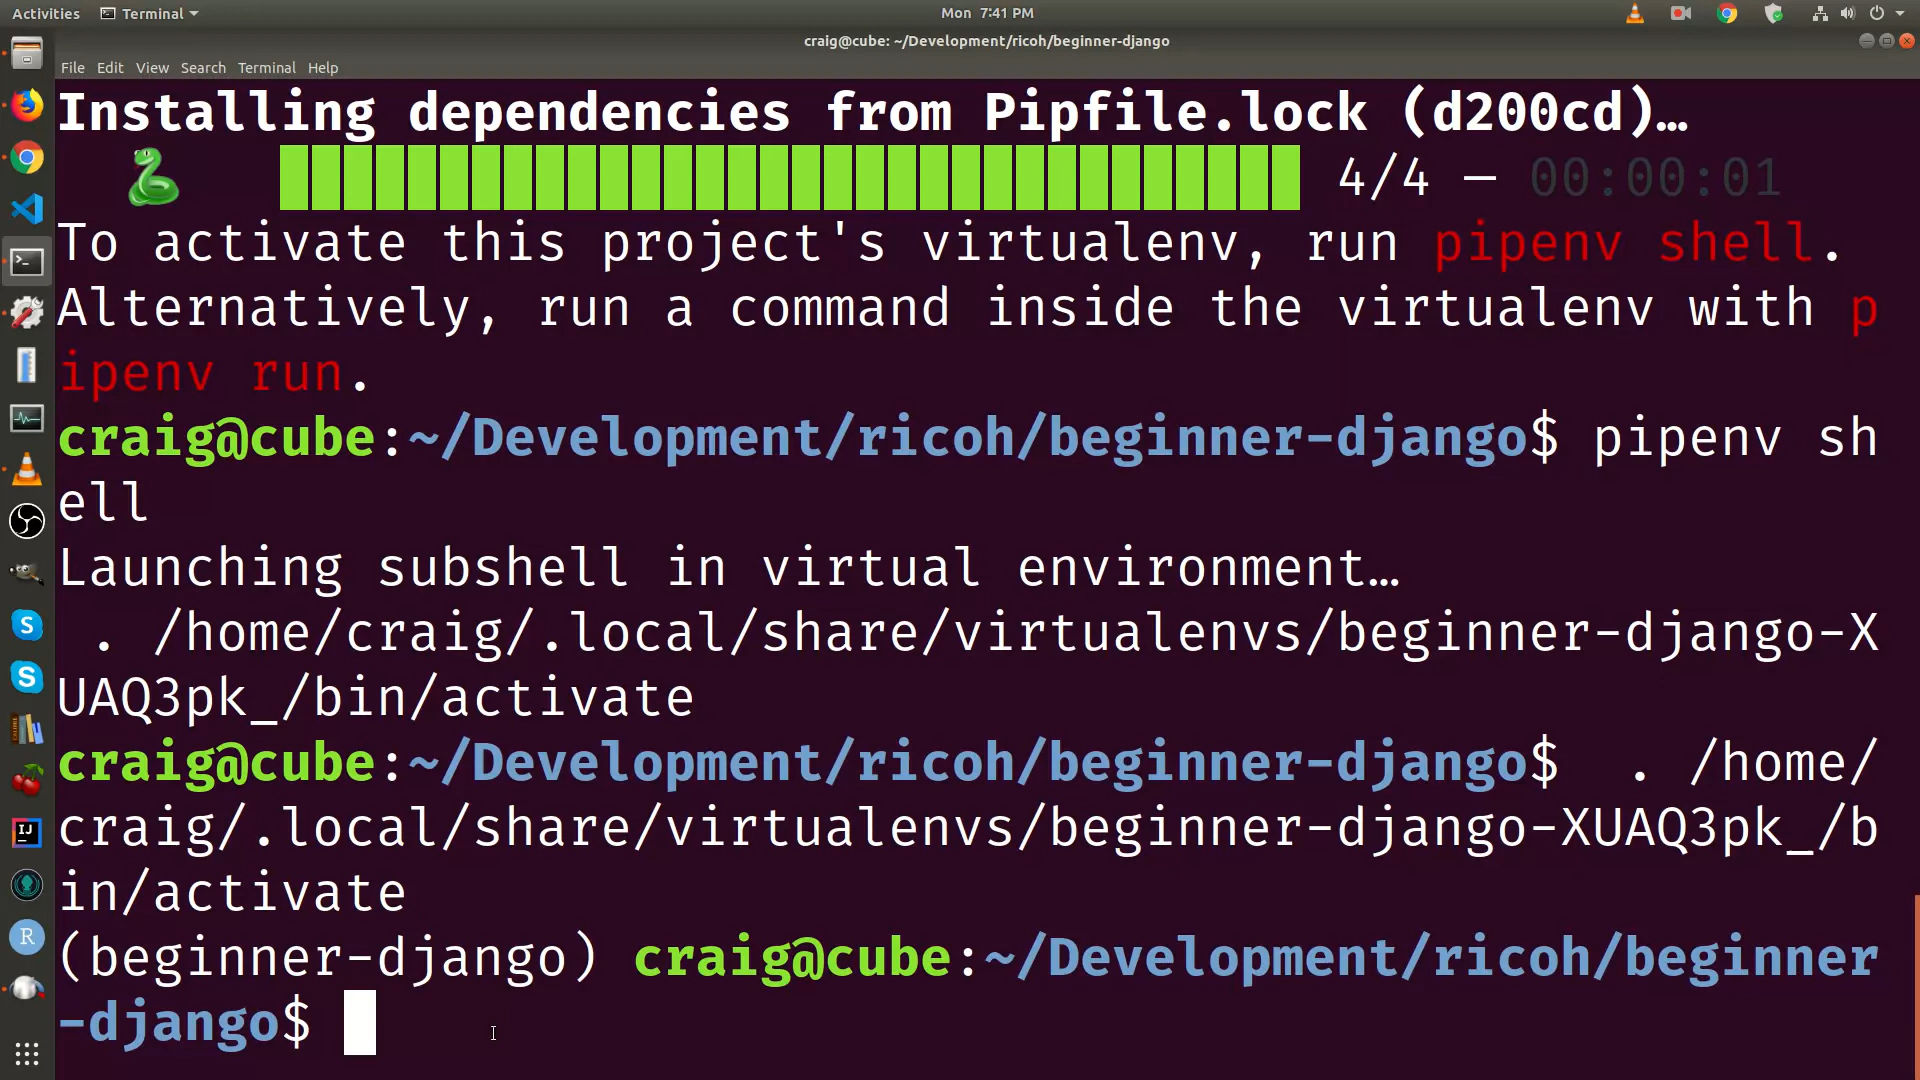 Activities Terminal Mon 7:41 PM
craig@cube: ~/Development/ricoh/beginner-django
File Edit View Search Terminal Help
Installing dependencies from Pipfile.lock (d200cd)…
4/4 — 00:00:01
To activate this project's virtualenv, run pipenv shell.
Alternatively, run a command inside the virtualenv with p
ipenv run.
craig@cube:~/Development/ricoh/beginner-django$ pipenv sh
ell
Launching subshell in virtual environment…
. /home/craig/.local/share/virtualenvs/beginner-django-X
UAQ3pk_/bin/activate
craig@cube:~/Development/ricoh/beginner-django$  . /home/
craig/.local/share/virtualenvs/beginner-django-XUAQ3pk_/b
in/activate
(beginner-django) craig@cube:~/Development/ricoh/beginner
-django$
S
S
IJ
R